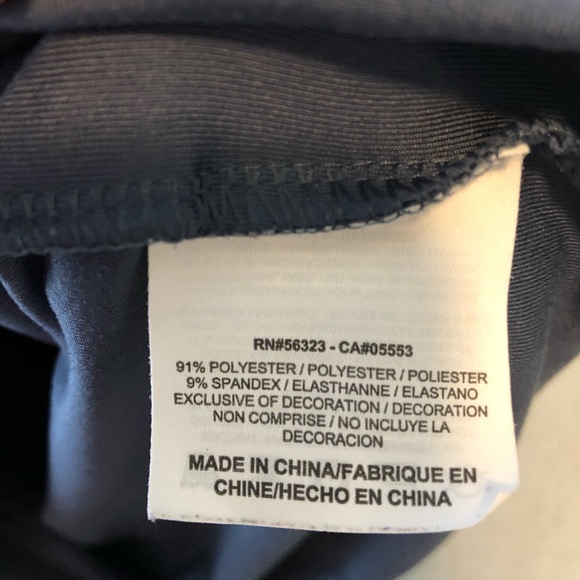 RN#56323 - CA#05553
91% POLYESTER / POLYESTER / POLIESTER
9% SPANDEX / ELASTHANNE / ELASTANO
EXCLUSIVE OF DECORATION / DECORATION
NON COMPRISE / NO INCLUYE LA
DECORACION
MADE IN CHINA/FABRIQUE EN
CHINE/HECHO EN CHINA